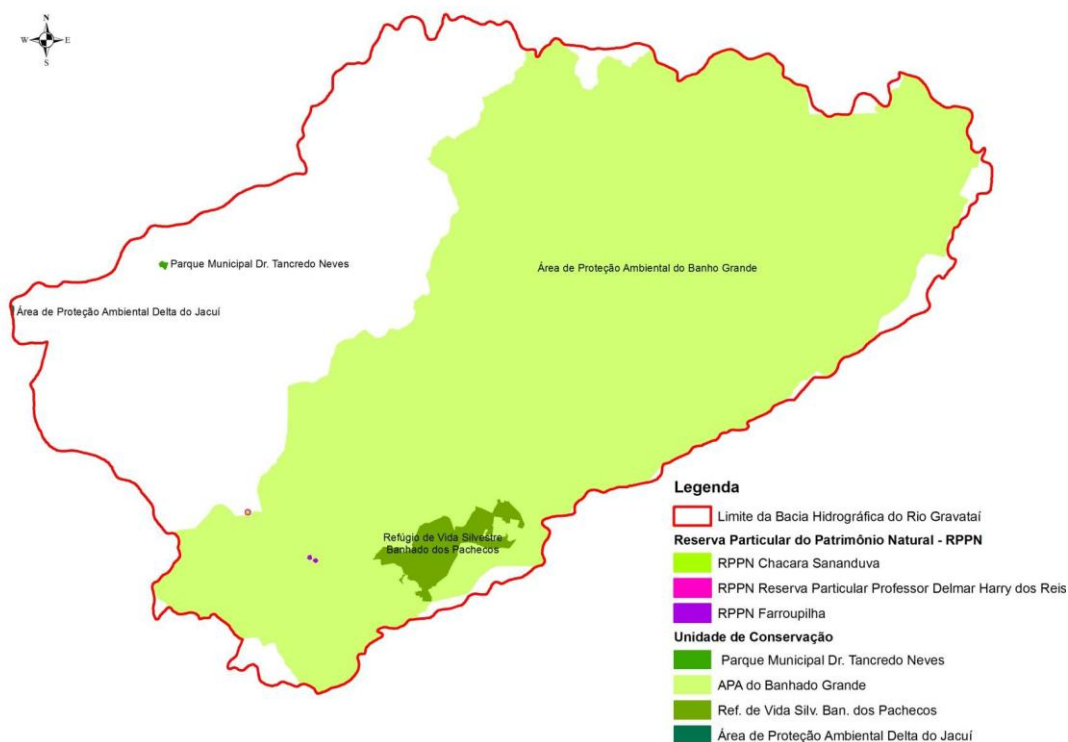 N
W E
S
Parque Municipal Dr. Tancredo Neves
Área de Proteção Ambiental do Banho Grande
Área de Proteção Ambiental Delta do Jacuí
Refúgio de Vida Silvestre
Banhado dos Pachecos
Legenda
Limite da Bacia Hidrográfica do Rio Gravataí
Reserva Particular do Patrimônio Natural - RPPN
RPPN Chacara Sananduva
RPPN Reserva Particular Professor Delmar Harry dos Reis
RPPN Farroupilha
Unidade de Conservação
Parque Municipal Dr. Tancredo Neves
APA do Banhado Grande
Ref. de Vida Silv. Ban. dos Pachecos
Área de Proteção Ambiental Delta do Jacuí